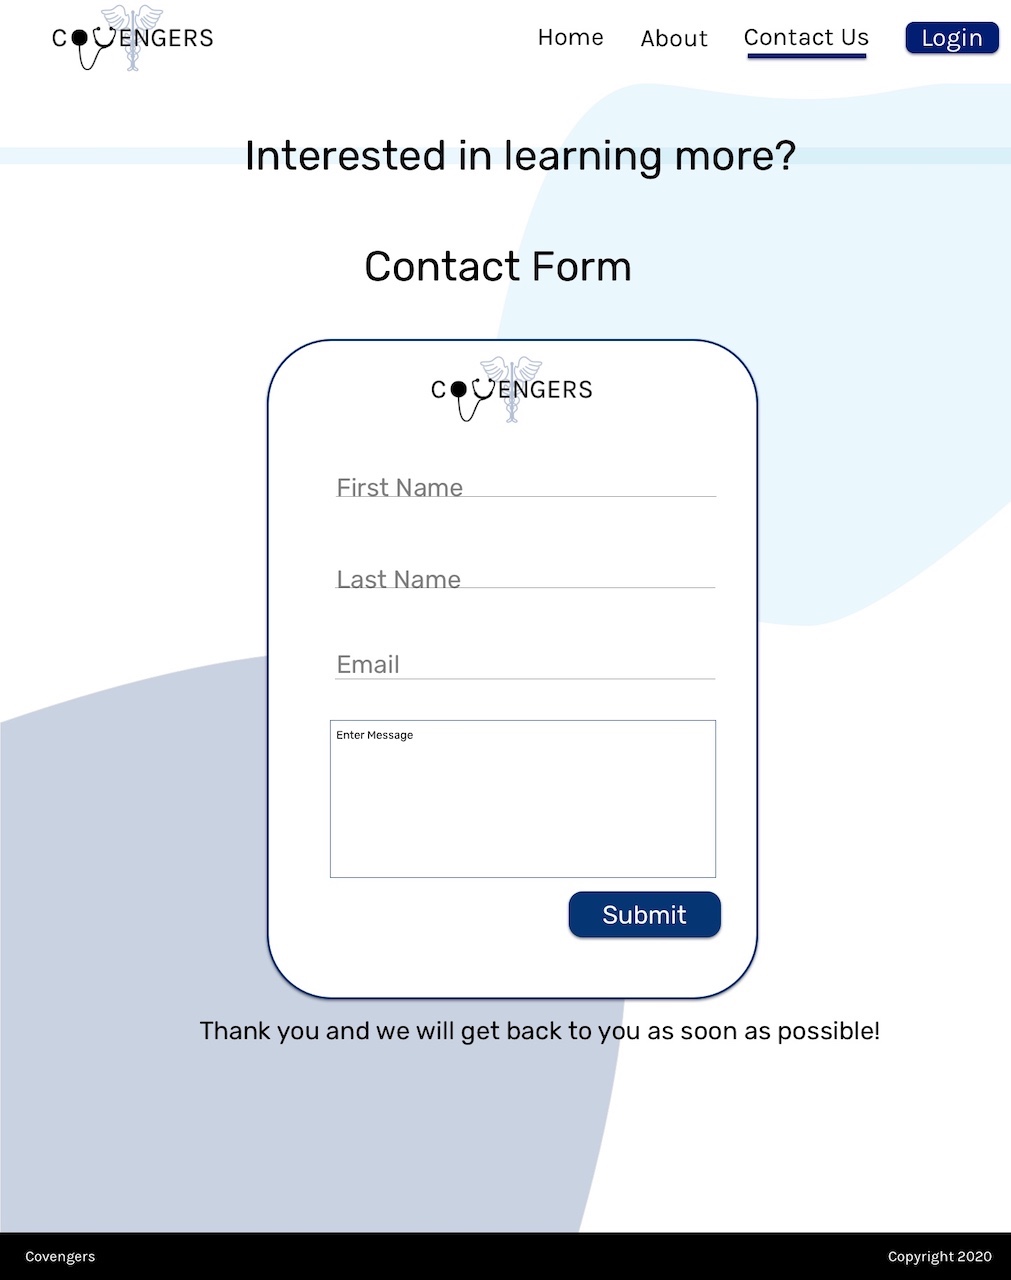 COVENGERS
Home About Contact Us Login
Interested in learning more?
Contact Form
COVENGERS
First Name
Last Name
Email
Enter Message
Submit
Thank you and we will get back to you as soon as possible!
Covengers Copyright 2020